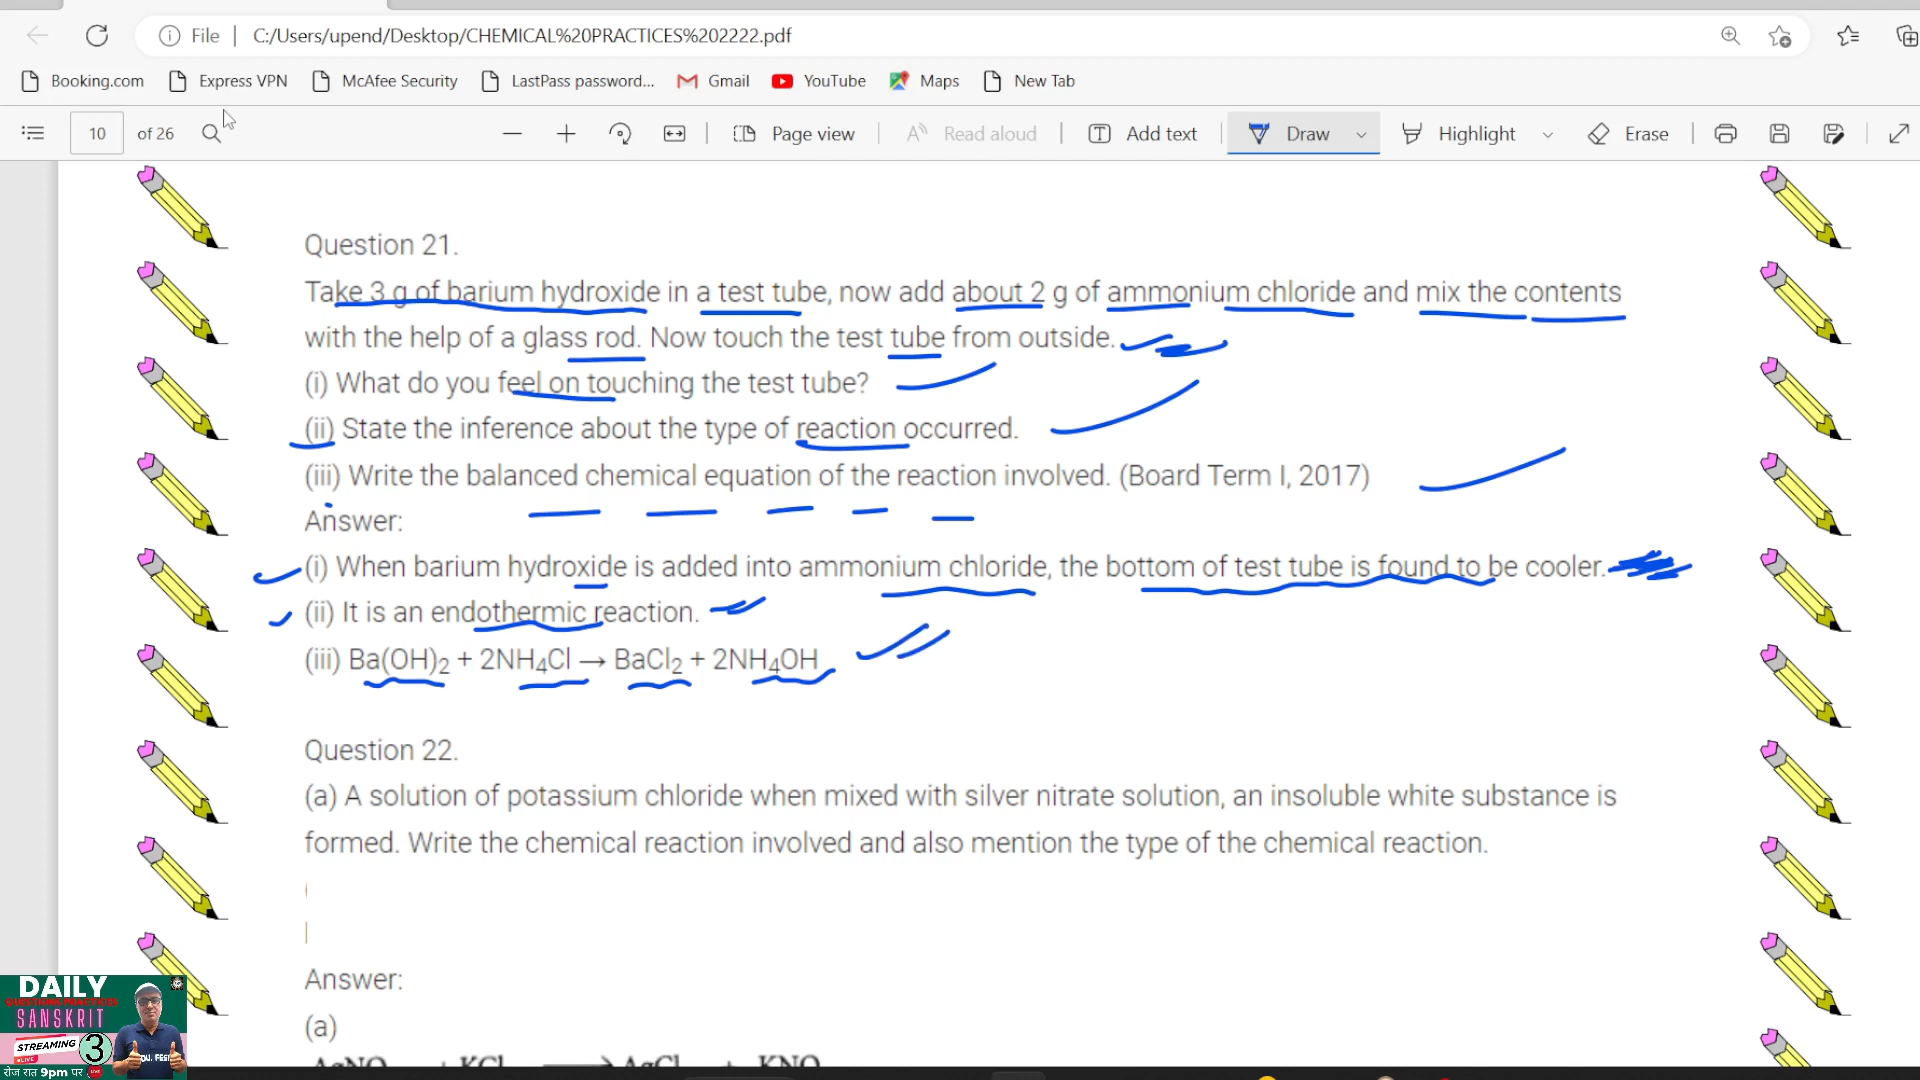 File | C:/Users/upend/Desktop/CHEMICAL%20PRACTICES%202222.pdf
Booking.com Express VPN McAfee Security LastPass password... Gmail YouTube Maps New Tab
10 of 26 Page view Read aloud Add text Draw Highlight Erase
Question 21.
Take 3 g of barium hydroxide in a test tube, now add about 2 g of ammonium chloride and mix the contents
with the help of a glass rod. Now touch the test tube from outside.
(i) What do you feel on touching the test tube?
(ii) State the inference about the type of reaction occurred.
(iii) Write the balanced chemical equation of the reaction involved. (Board Term I, 2017)
Answer:
(i) When barium hydroxide is added into ammonium chloride, the bottom of test tube is found to be cooler.
(ii) It is an endothermic reaction.
(iii) Ba(OH)₂ + 2NH₄Cl → BaCl₂ + 2NH₄OH
Question 22.
(a) A solution of potassium chloride when mixed with silver nitrate solution, an insoluble white substance is
formed. Write the chemical reaction involved and also mention the type of the chemical reaction.
Answer:
(a)
DAILY
QUESTIONS PRACTICES
SANSKRIT
STREAMING 3
LIVE
रोज रात 9pm पर Live